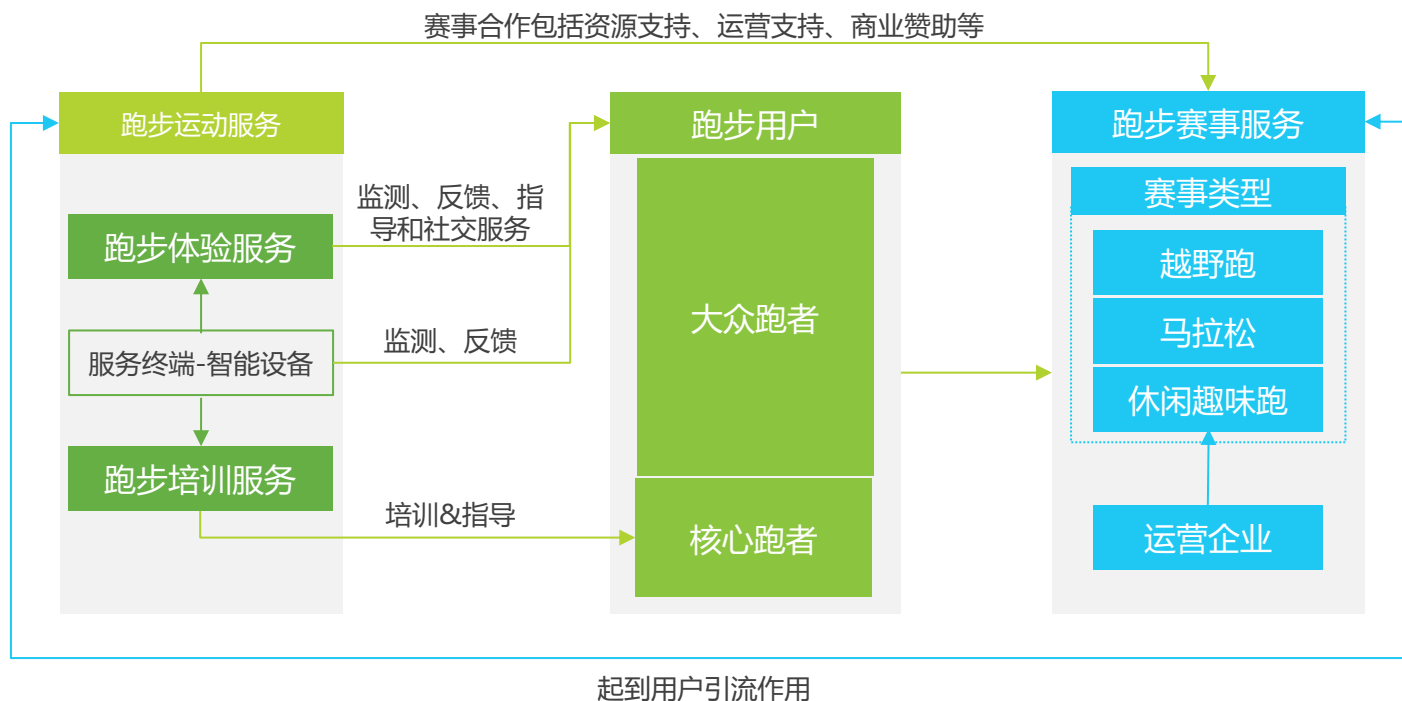 赛事合作包括资源支持、运营支持、商业赞助等
跑步运动服务
跑步用户
跑步赛事服务
监测、反馈、指
导和社交服务
赛事类型
跑步体验服务
越野跑
大众跑者
马拉松
监测、反馈
服务终端-智能设备
休闲趣味跑
跑步培训服务
培训&指导
核心跑者
运营企业
起到用户引流作用